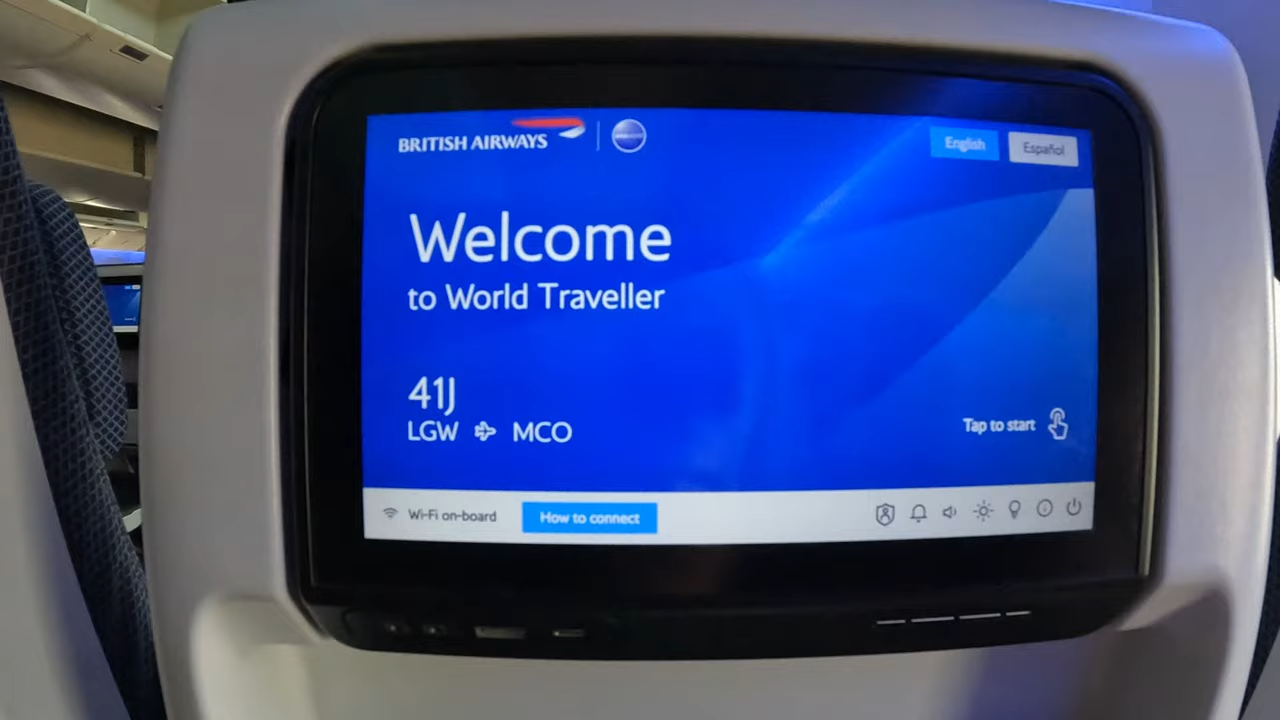 BRITISH AIRWAYS
English
Español
Welcome
to World Traveller
41J
LGW MCO
Tap to start
Wi-Fi on-board
How to connect